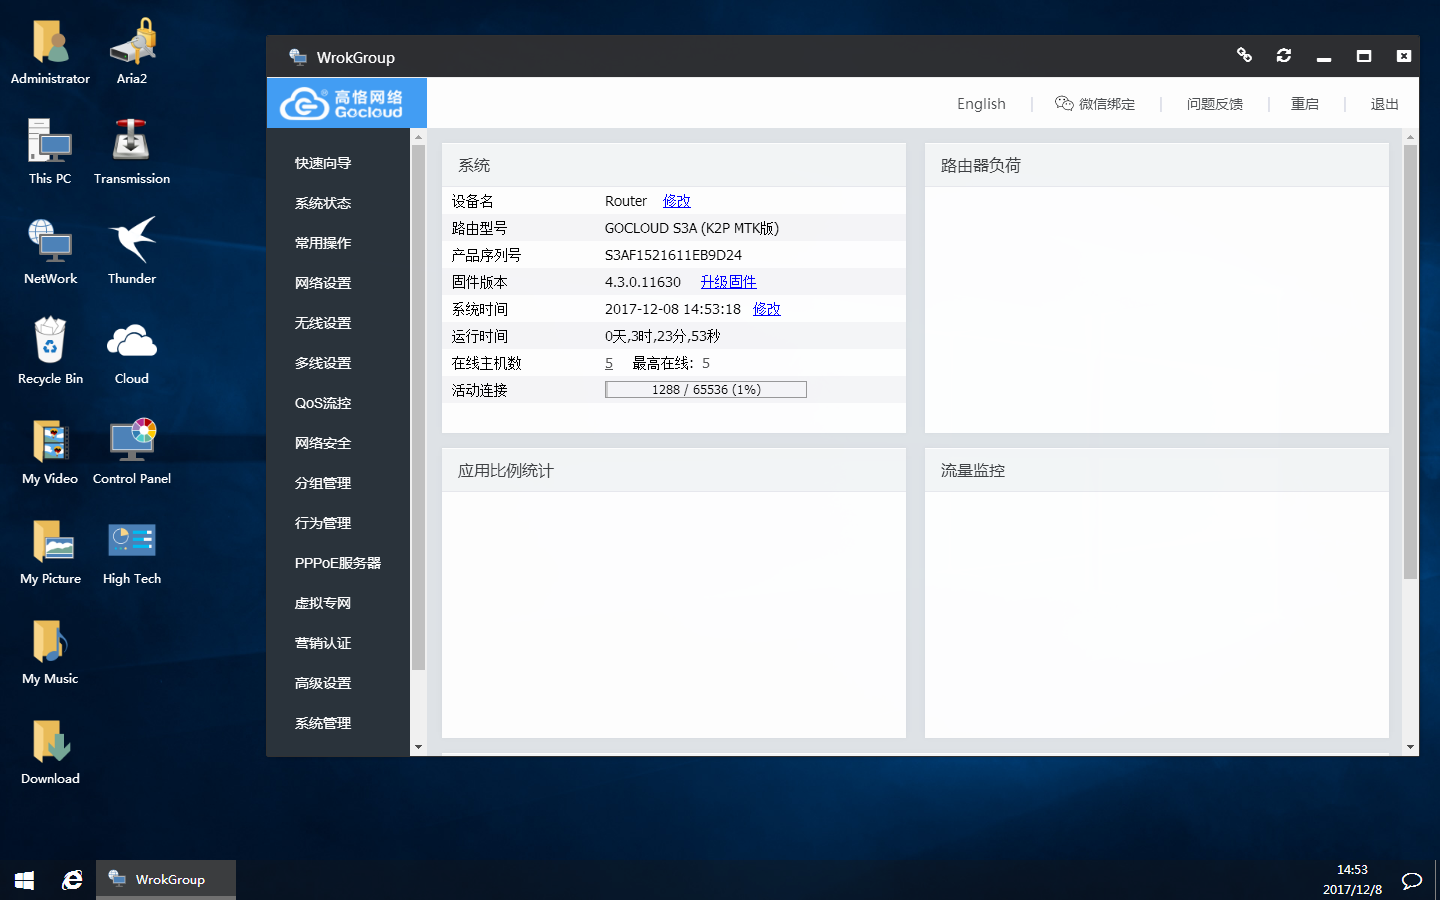 Administrator
Aria2
This PC
Transmission
NetWork
Thunder
Recycle Bin
Cloud
My Video
Control Panel
My Picture
High Tech
My Music
Download
WrokGroup
高恪网络
Gocloud
English
微信绑定
问题反馈
重启
退出
快速向导
系统状态
常用操作
网络设置
无线设置
多线设置
QoS流控
网络安全
分组管理
行为管理
PPPoE服务器
虚拟专网
营销认证
高级设置
系统管理
系统
设备名 Router 修改
路由型号 GOCLOUD S3A (K2P MTK版)
产品序列号 S3AF1521611EB9D24
固件版本 4.3.0.11630 升级固件
系统时间 2017-12-08 14:53:18 修改
运行时间 0天,3时,23分,53秒
在线主机数 5 最高在线: 5
活动连接 1288 / 65536 (1%)
路由器负荷
应用比例统计
流量监控
WrokGroup
14:53
2017/12/8